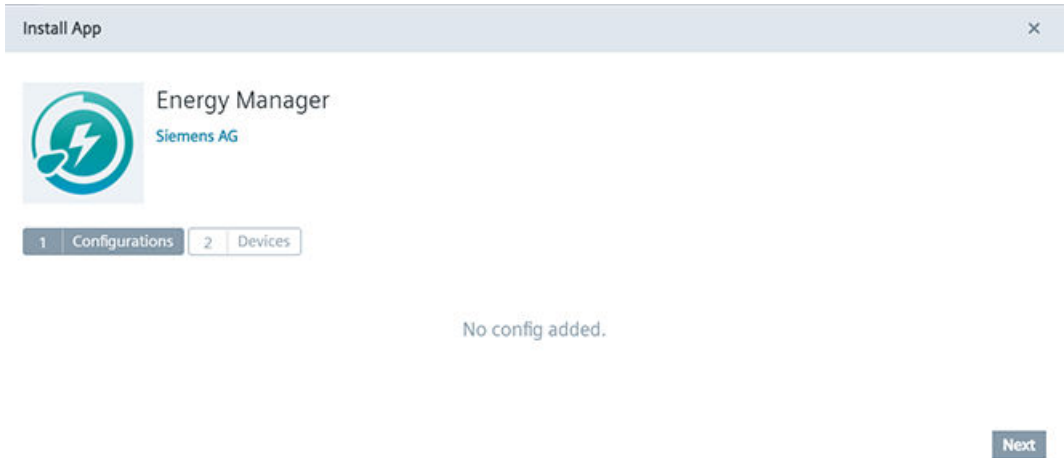 Install App
Energy Manager
Siemens AG
1 Configurations 2 Devices
No config added.
Next